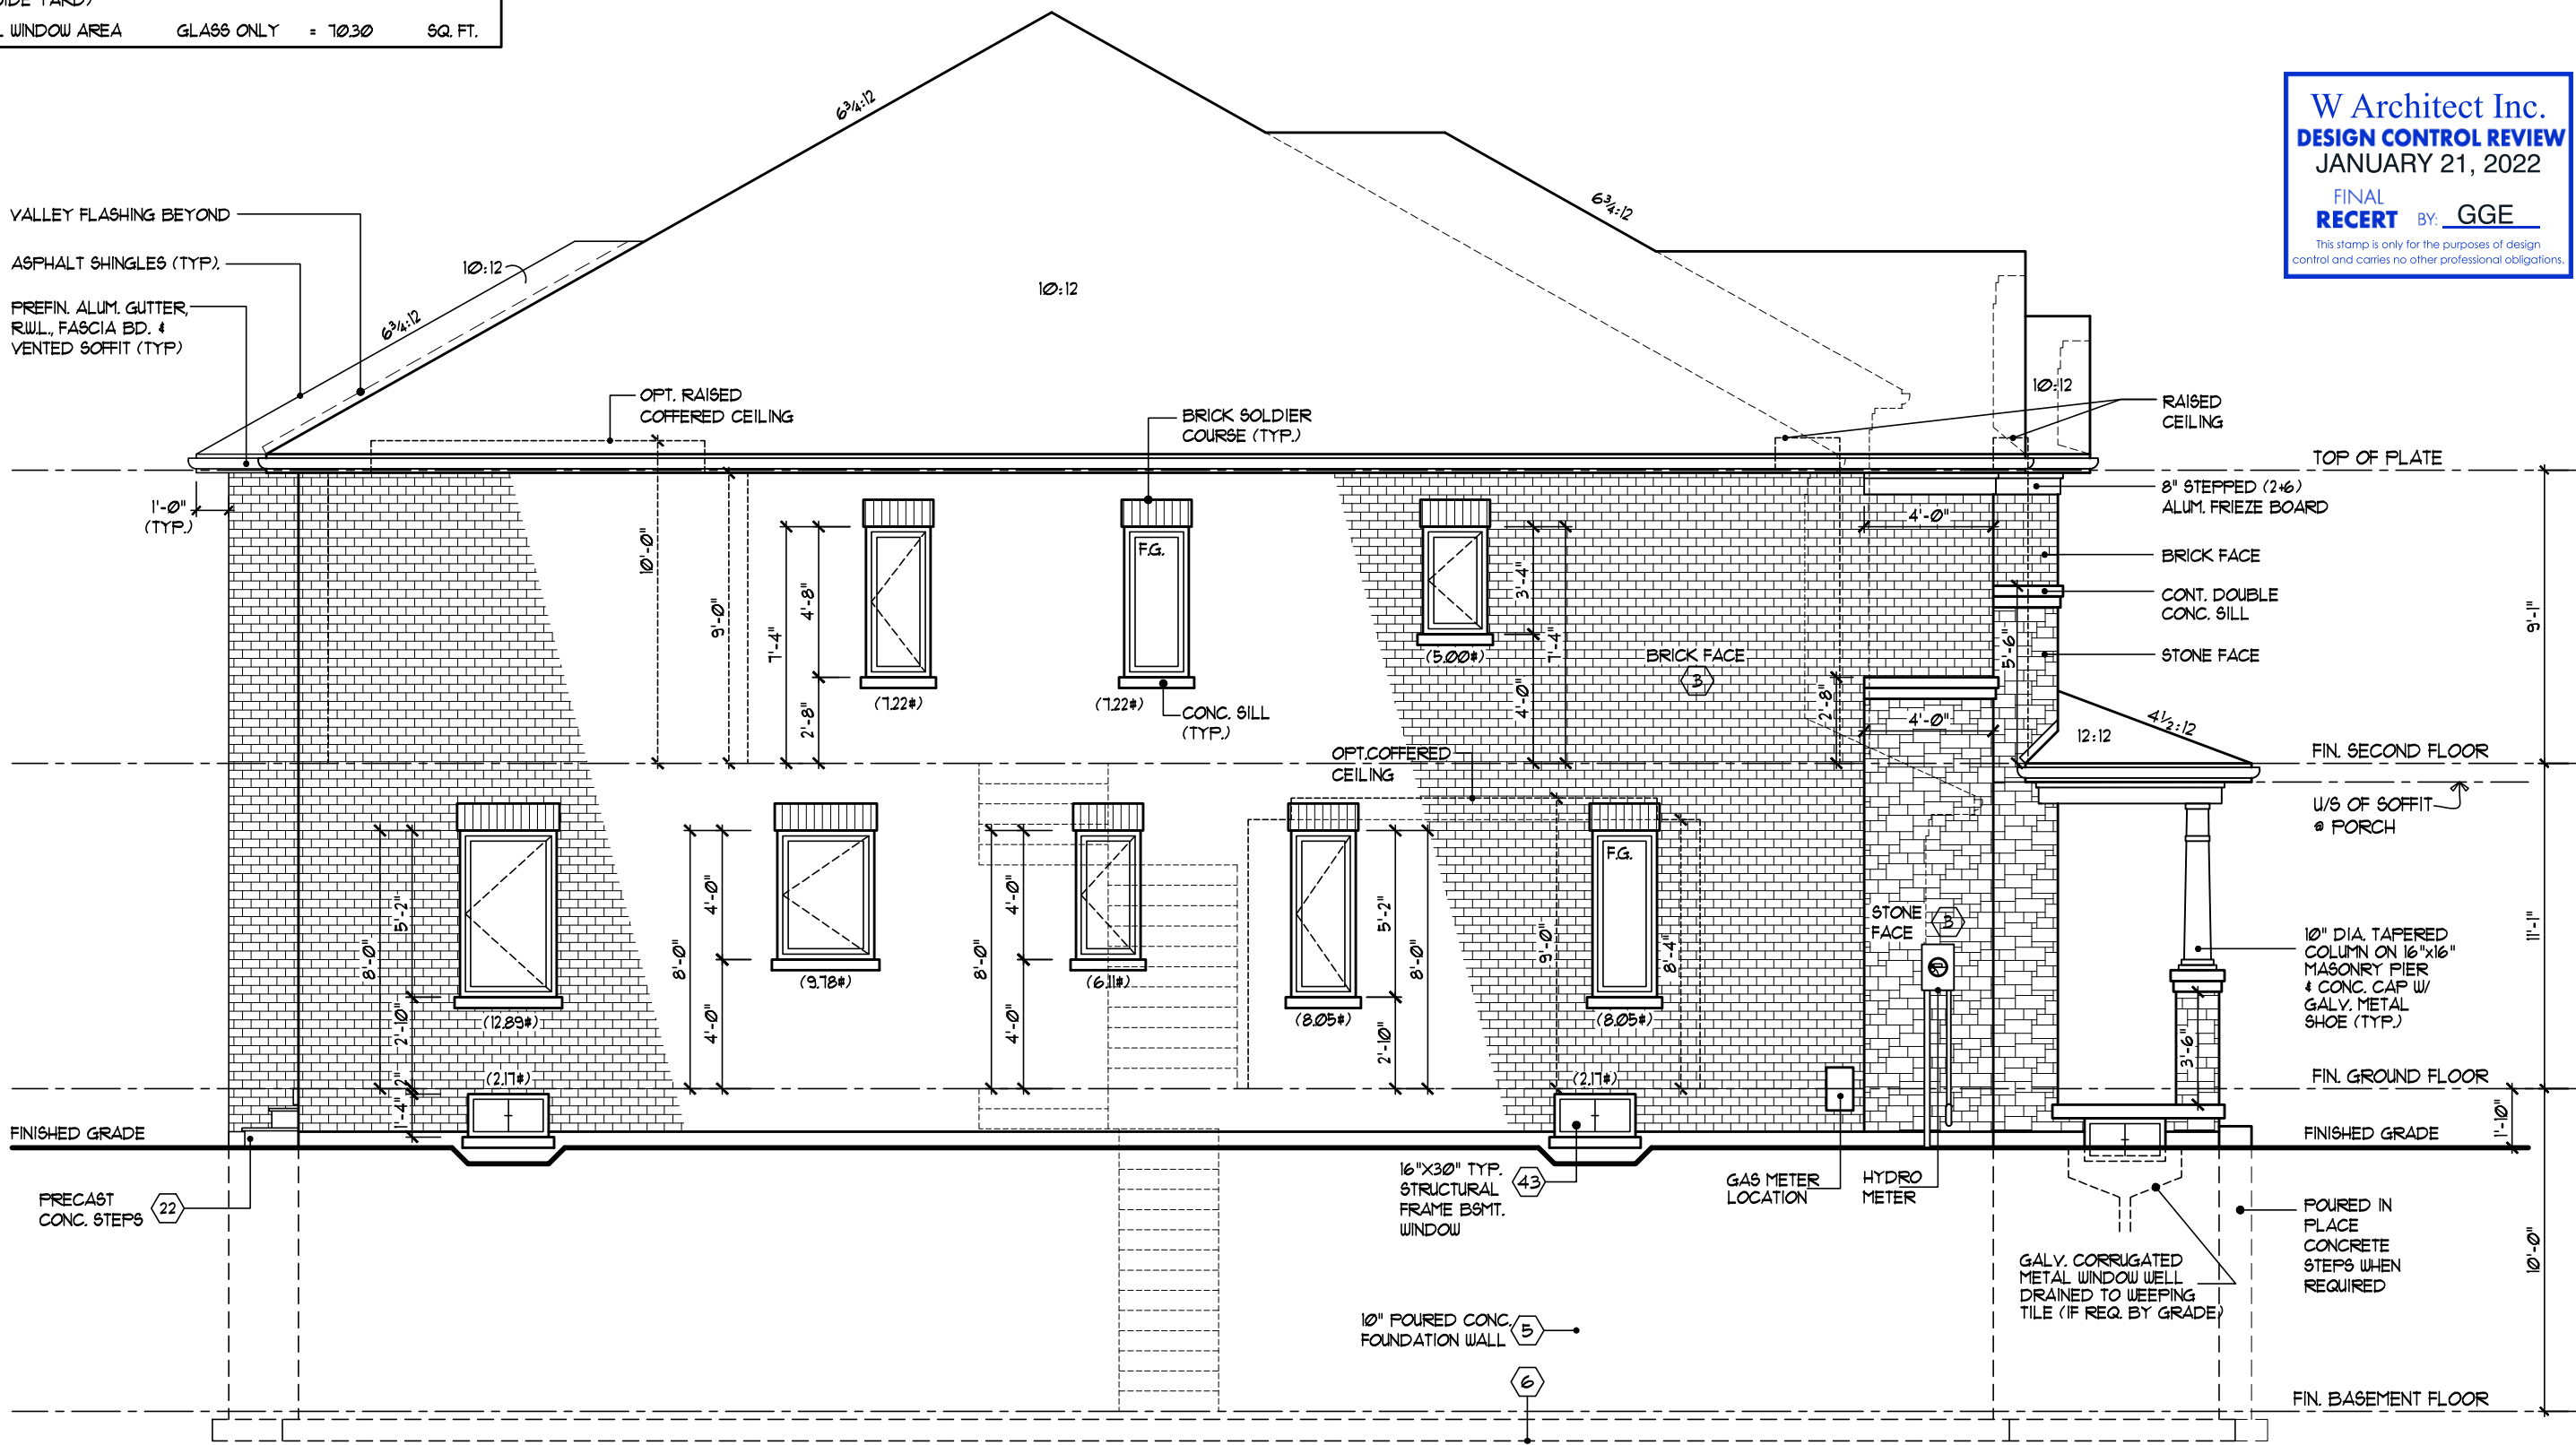 L WINDOW AREA GLASS ONLY = 70.30 SQ. FT.
W Architect Inc.
DESIGN CONTROL REVIEW
JANUARY 21, 2022
FINAL
RECERT BY: GGE
This stamp is only for the purposes of design
control and carries no other professional obligations.
6¾:12
6¾:12
VALLEY FLASHING BEYOND
ASPHALT SHINGLES (TYP).
10:12
10:12
PREFIN. ALUM. GUTTER,
R.W.L., FASCIA BD. &
VENTED SOFFIT (TYP)
6¾:12
10:12
OPT. RAISED
COFFERED CEILING
BRICK SOLDIER
COURSE (TYP.)
RAISED
CEILING
TOP OF PLATE
1'-0"
(TYP.)
8" STEPPED (2+6)
ALUM. FRIEZE BOARD
4'-0"
10'-0"
9'-0"
7'-4"
4'-8"
2'-8"
F.G.
3'-4"
7'-4"
4'-0"
BRICK FACE
CONT. DOUBLE
CONC. SILL
9'-1"
5'-6"
STONE FACE
(5.00#)
BRICK FACE
3
(7.22#)
(7.22#)
CONC. SILL
(TYP.)
2'-8"
4'-0"
4½:12
12:12
OPT.COFFERED
CEILING
FIN. SECOND FLOOR
U/S OF SOFFIT
@ PORCH
8'-0"
5'-2"
2'-10"
2"
1'-4"
8'-0"
4'-0"
4'-0"
8'-0"
4'-0"
4'-0"
5'-2"
8'-0"
2'-10"
F.G.
9'-0"
8'-4"
STONE
FACE
3
11'-1"
10" DIA. TAPERED
COLUMN ON 16"x16"
MASONRY PIER
& CONC. CAP W/
GALV. METAL
SHOE (TYP.)
(12.89#)
(9.78#)
(6.11#)
(8.05#)
(8.05#)
3'-6"
(2.17#)
(2.17#)
FIN. GROUND FLOOR
1'-10"
FINISHED GRADE
FINISHED GRADE
PRECAST
CONC. STEPS
22
16"X30" TYP.
STRUCTURAL
FRAME BSMT.
WINDOW
43
GAS METER
LOCATION
HYDRO
METER
POURED IN
PLACE
CONCRETE
STEPS WHEN
REQUIRED
GALV. CORRUGATED
METAL WINDOW WELL
DRAINED TO WEEPING
TILE (IF REQ. BY GRADE)
10'-0"
10" POURED CONC.
FOUNDATION WALL
5
6
FIN. BASEMENT FLOOR